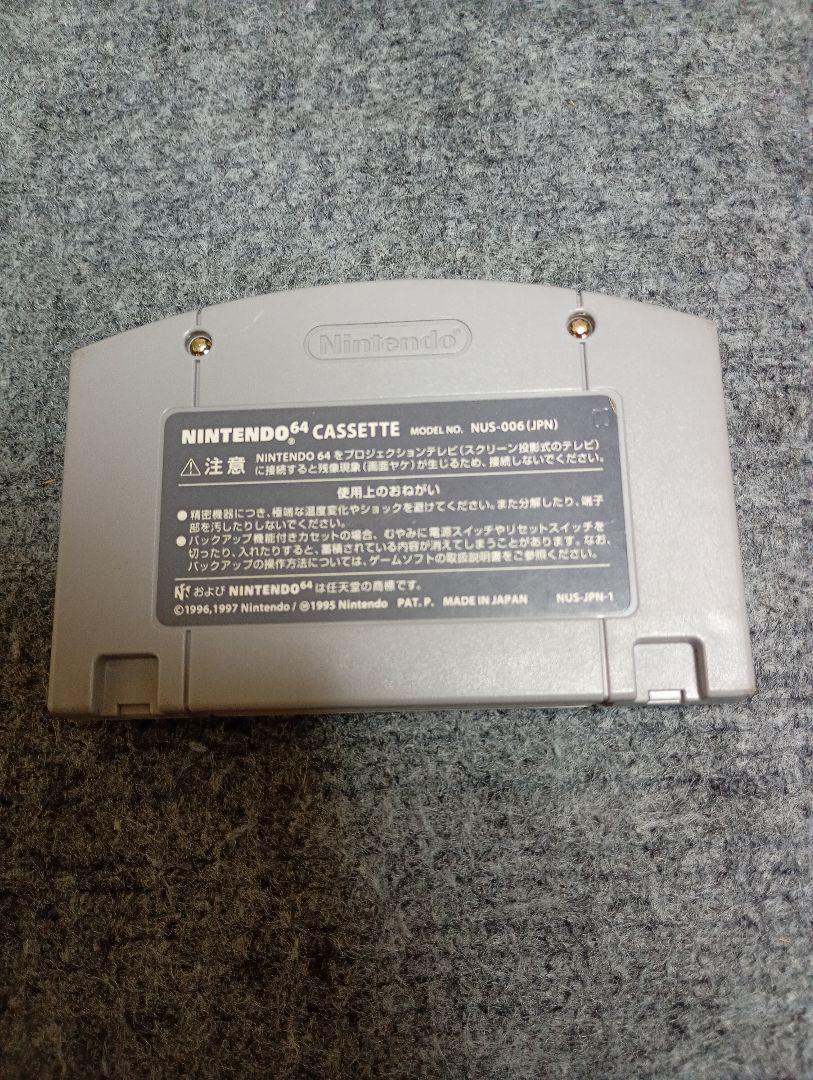 Nintendo
NINTENDO64 CASSETTE MODEL NO. NUS-006(JPN)
注意 NINTENDO 64 をプロジェクションテレビ(スクリーン投影式のテレビ)
に接続すると残像現象(画面ヤケ)が生じるため、接続しないでください。
使用上のおねがい
●精密機器につき、極端な温度変化やショックを避けてください。また分解したり、端子
部を汚したりしないでください。
●バックアップ機能付きカセットの場合、むやみに電源スイッチやリセットスイッチを
切ったり、入れたりすると、蓄積されている内容が消えてしまうことがあります。なお、
バックアップの操作方法については、ゲームソフトの取扱説明書をご参照ください。
および NINTENDO64 は任天堂の商標です。
©1996,1997 Nintendo/Ⓜ1995 Nintendo PAT. P. MADE IN JAPAN NUS-JPN-1